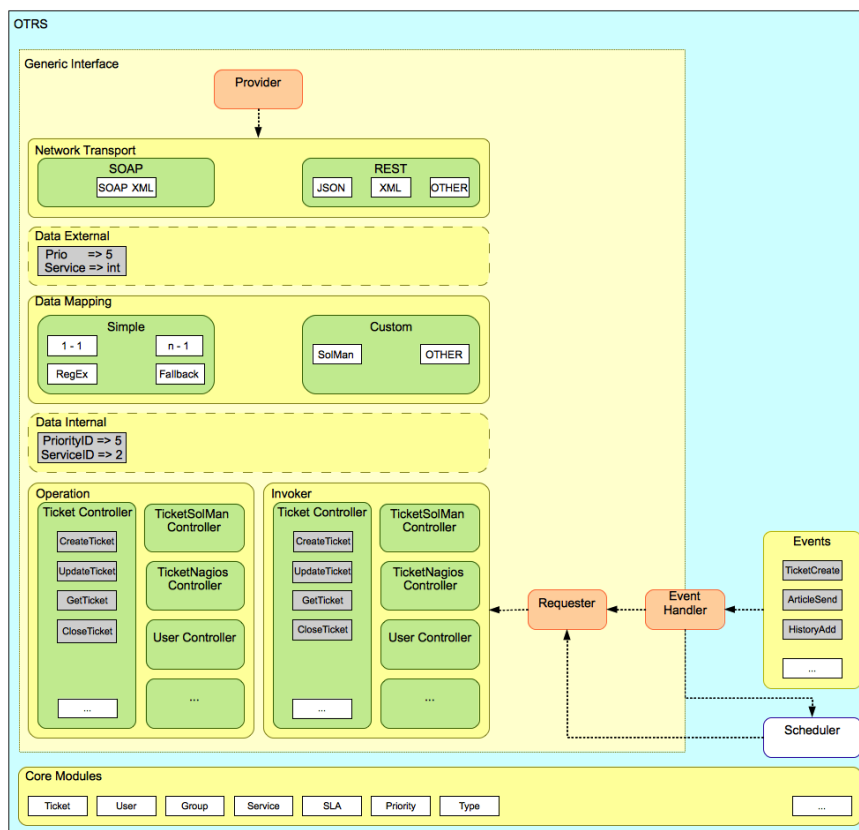 OTRS
Generic Interface
Provider
Network Transport
SOAP
SOAP XML
REST
JSON
XML
OTHER
Data External
Prio => 5
Service => int
Data Mapping
Simple
1 - 1
n - 1
RegEx
Fallback
Custom
SolMan
OTHER
Data Internal
PriorityID => 5
ServiceID => 2
Operation
Ticket Controller
CreateTicket
UpdateTicket
GetTicket
CloseTicket
...
TicketSolMan
Controller
TicketNagios
Controller
User Controller
...
Invoker
Ticket Controller
CreateTicket
UpdateTicket
GetTicket
CloseTicket
...
TicketSolMan
Controller
TicketNagios
Controller
User Controller
...
Requester
Event
Handler
Events
TicketCreate
ArticleSend
HistoryAdd
...
Scheduler
Core Modules
Ticket
User
Group
Service
SLA
Priority
Type
...